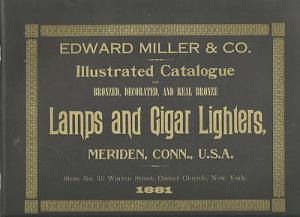 EDWARD MILLER & CO.
Illustrated Catalogue
OF
BRONZED, DECORATED, AND REAL BRONZE
Lamps and Cigar Lighters,
MERIDEN, CONN., U.S.A.
Store No. 35 Warren Street, Corner Church, New York.
1881